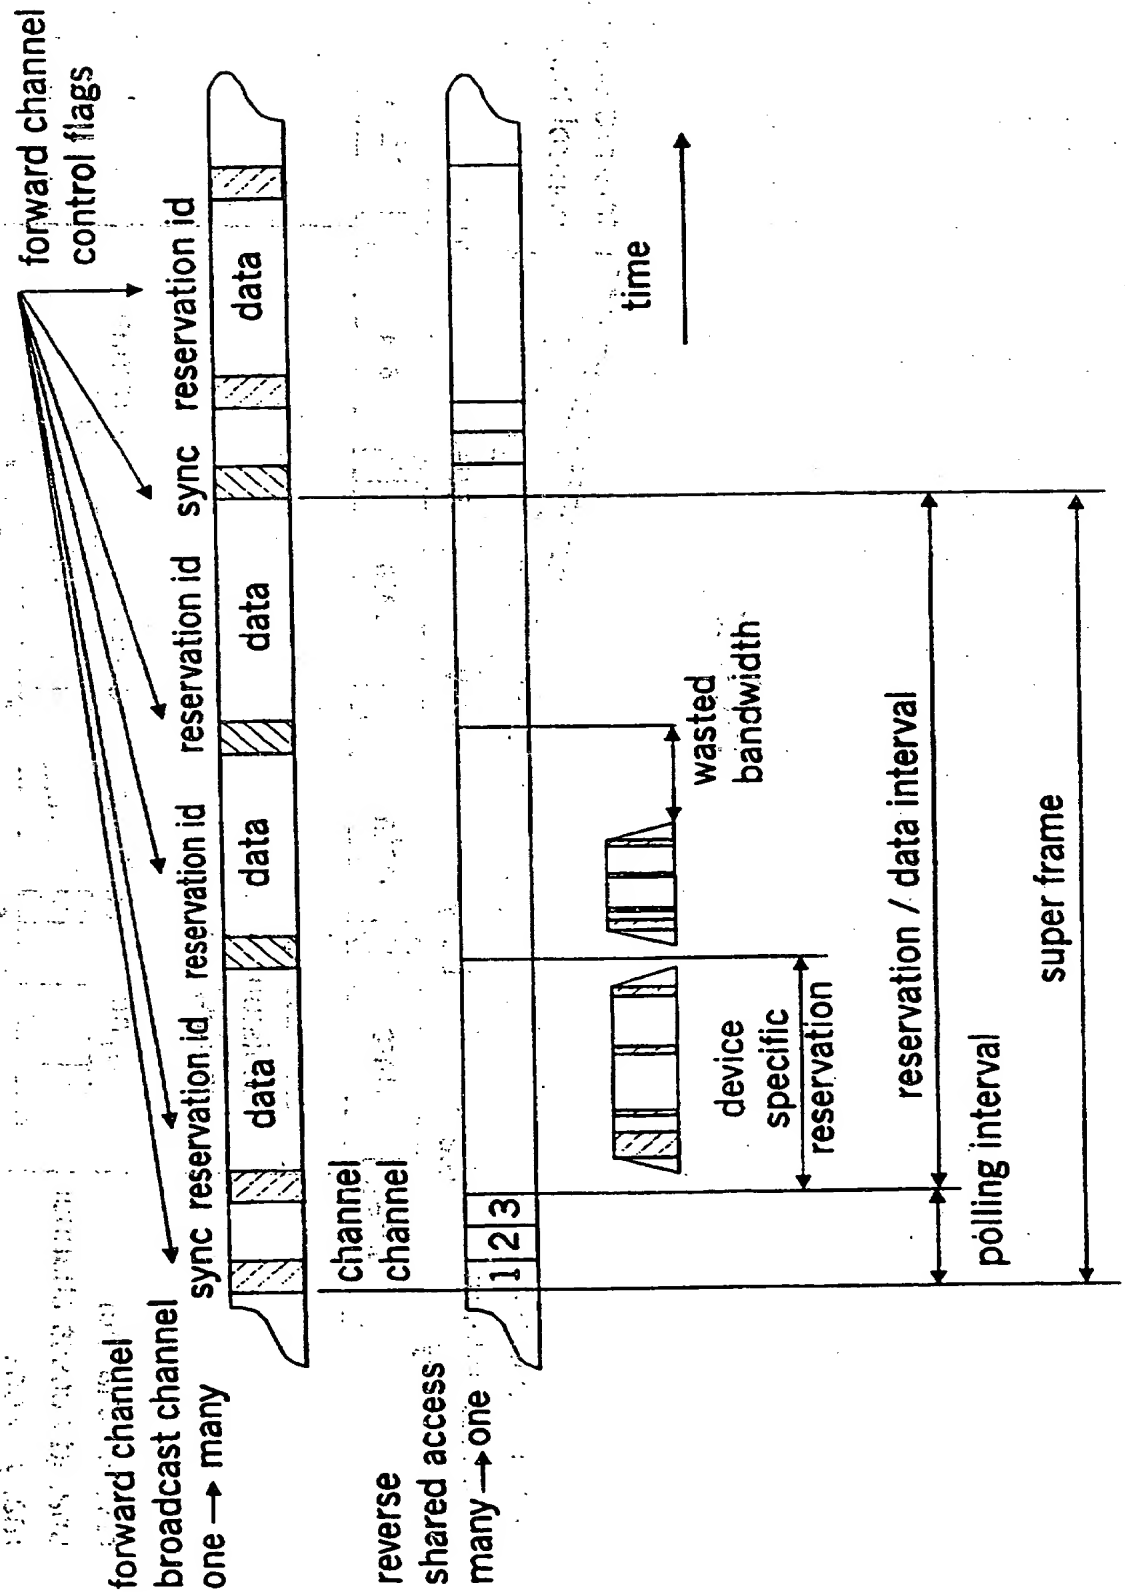 forward channel
control flags
forward channel
broadcast channel
one → many
sync
reservation id
reservation id
reservation id
sync
reservation id
data
data
data
data
reverse
shared access
many → one
channel
channel
1 2 3
time
wasted
bandwidth
device
specific
reservation
reservation / data interval
polling interval
super frame